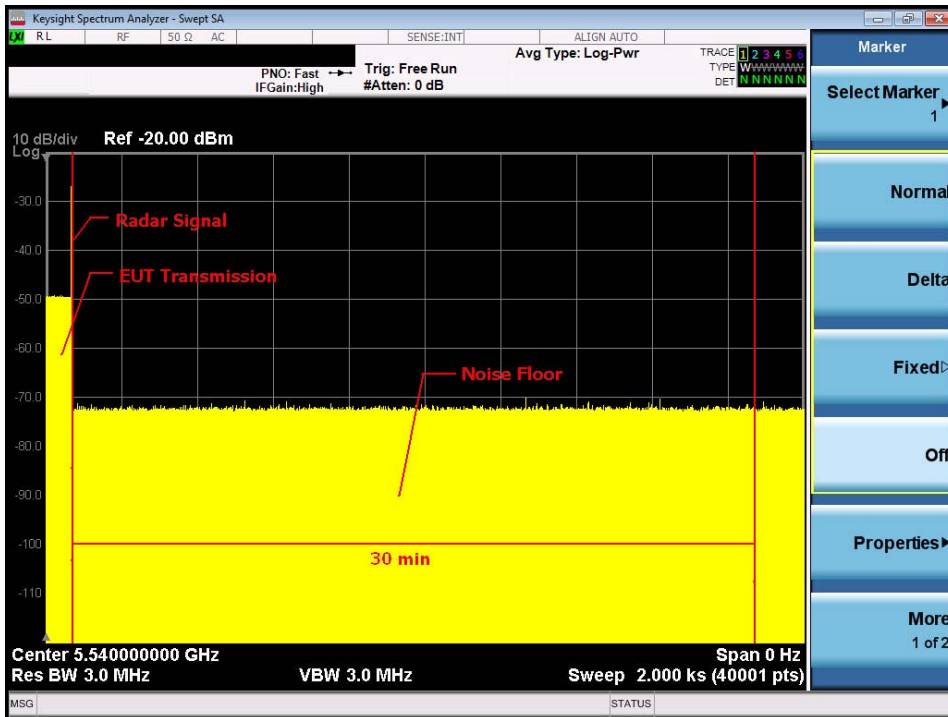 Keysight Spectrum Analyzer - Swept SA
LXI RL RF 50 Ω AC SENSE:INT ALIGN AUTO
Avg Type: Log-Pwr
PNO: Fast
IFGain:High
Trig: Free Run
#Atten: 0 dB
TRACE 1 2 3 4 5 6
TYPE WWWWWW
DET N N N N N N
10 dB/div Ref -20.00 dBm
Log
-30.0
-40.0
-50.0
-60.0
-70.0
-80.0
-90.0
-100
-110
Radar Signal
EUT Transmission
Noise Floor
30 min
Center 5.540000000 GHz Span 0 Hz
Res BW 3.0 MHz VBW 3.0 MHz Sweep 2.000 ks (40001 pts)
MSG STATUS
Marker
Select Marker
1
Normal
Delta
Fixed
Off
Properties
More
1 of 2